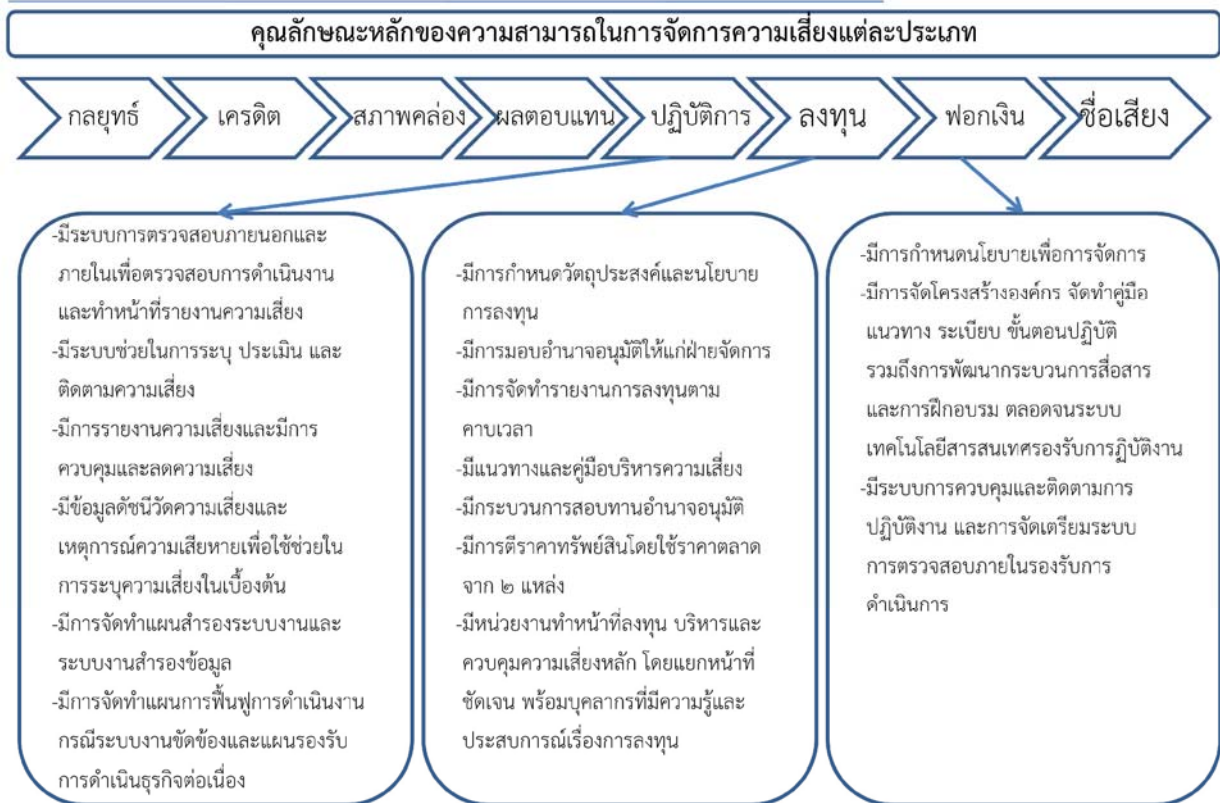 คุณลักษณะหลักของความสามารถในการจัดการความเสี่ยงแต่ละประเภท
กลยุทธ์
เครดิต
สภาพคล่อง
ผลตอบแทน
ปฏิบัติการ
ลงทุน
ฟอกเงิน
ชื่อเสียง
-มีระบบการตรวจสอบภายนอกและ
ภายในเพื่อตรวจสอบการดำเนินงาน
และทำหน้าที่รายงานความเสี่ยง
-มีระบบช่วยในการระบุ ประเมิน และ
ติดตามความเสี่ยง
-มีการรายงานความเสี่ยงและมีการ
ควบคุมและลดความเสี่ยง
-มีข้อมูลดัชนีวัดความเสี่ยงและ
เหตุการณ์ความเสียหายเพื่อใช้ช่วยใน
การระบุความเสี่ยงในเบื้องต้น
-มีการจัดทำแผนสำรองระบบงานและ
ระบบงานสำรองข้อมูล
-มีการจัดทำแผนการฟื้นฟูการดำเนินงาน
กรณีระบบงานขัดข้องและแผนรองรับ
การดำเนินธุรกิจต่อเนื่อง
-มีการกำหนดวัตถุประสงค์และนโยบาย
การลงทุน
-มีการมอบอำนาจอนุมัติให้แก่ฝ่ายจัดการ
-มีการจัดทำรายงานการลงทุนตาม
คาบเวลา
-มีแนวทางและคู่มือบริหารความเสี่ยง
-มีกระบวนการสอบทานอำนาจอนุมัติ
-มีการตีราคาทรัพย์สินโดยใช้ราคาตลาด
จาก ๒ แหล่ง
-มีหน่วยงานทำหน้าที่ลงทุน บริหารและ
ควบคุมความเสี่ยงหลัก โดยแยกหน้าที่
ชัดเจน พร้อมบุคลากรที่มีความรู้และ
ประสบการณ์เรื่องการลงทุน
-มีการกำหนดนโยบายเพื่อการจัดการ
-มีการจัดโครงสร้างองค์กร จัดทำคู่มือ
แนวทาง ระเบียบ ขั้นตอนปฏิบัติ
รวมถึงการพัฒนากระบวนการสื่อสาร
และการฝึกอบรม ตลอดจนระบบ
เทคโนโลยีสารสนเทศรองรับการฏิบัติงาน
-มีระบบการควบคุมและติดตามการ
ปฏิบัติงาน และการจัดเตรียมระบบ
การตรวจสอบภายในรองรับการ
ดำเนินการ